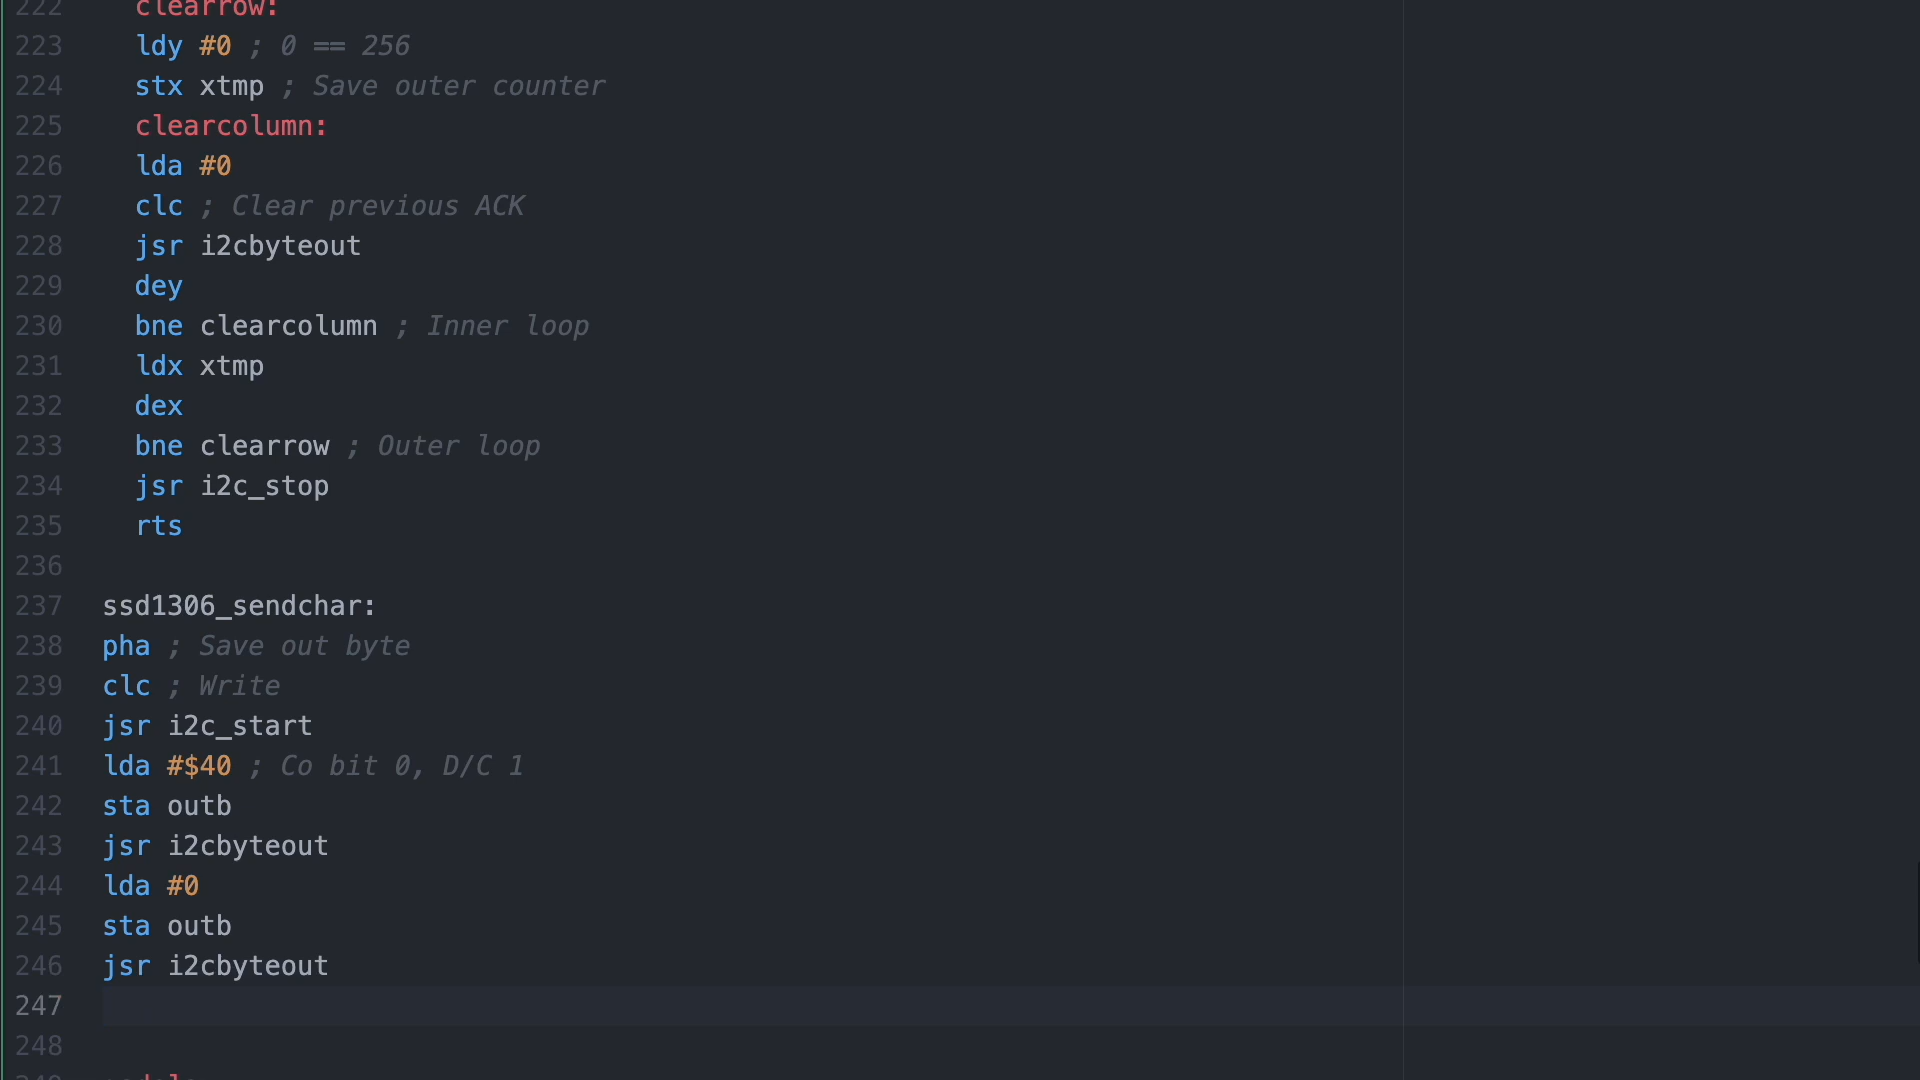 222 clearrow:
223 ldy #0 ; 0 == 256
224 stx xtmp ; Save outer counter
225 clearcolumn:
226 lda #0
227 clc ; Clear previous ACK
228 jsr i2cbyteout
229 dey
230 bne clearcolumn ; Inner loop
231 ldx xtmp
232 dex
233 bne clearrow ; Outer loop
234 jsr i2c_stop
235 rts
236
237 ssd1306_sendchar:
238 pha ; Save out byte
239 clc ; Write
240 jsr i2c_start
241 lda #$40 ; Co bit 0, D/C 1
242 sta outb
243 jsr i2cbyteout
244 lda #0
245 sta outb
246 jsr i2cbyteout
247
248